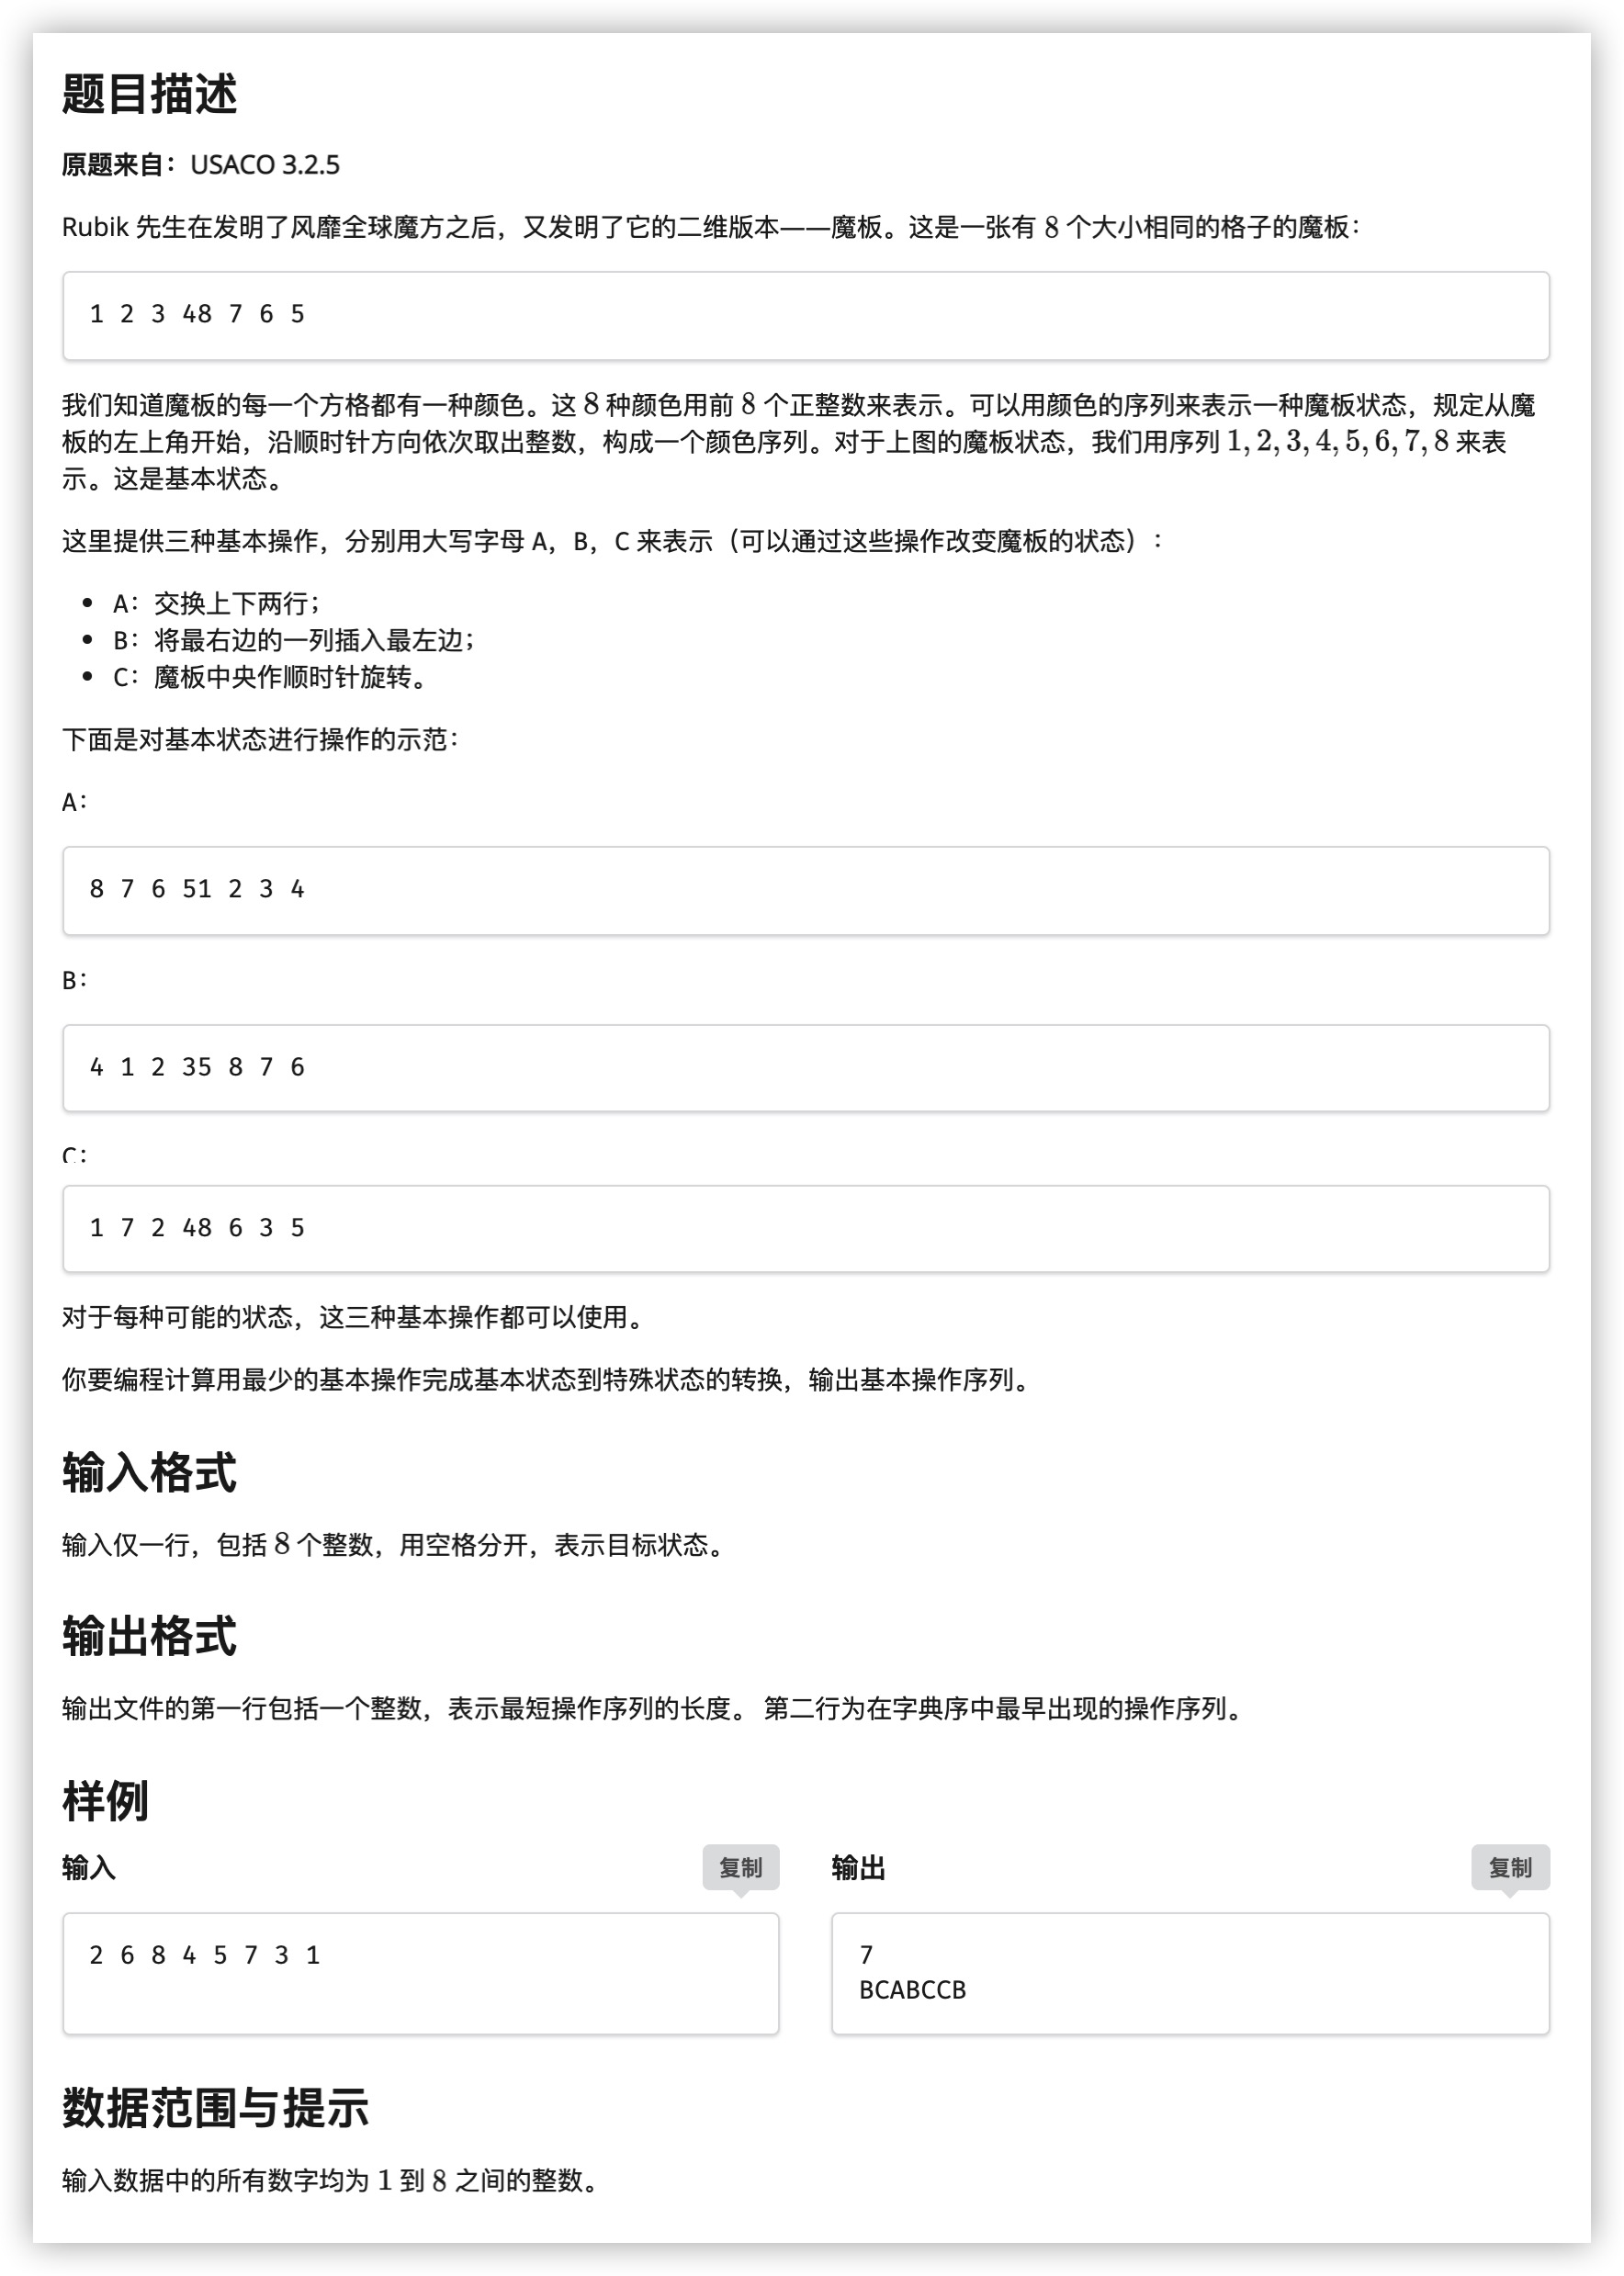 题目描述
原题来自：USACO 3.2.5
Rubik 先生在发明了风靡全球魔方之后，又发明了它的二维版本——魔板。这是一张有 8 个大小相同的格子的魔板：
1 2 3 48 7 6 5
我们知道魔板的每一个方格都有一种颜色。这 8 种颜色用前 8 个正整数来表示。可以用颜色的序列来表示一种魔板状态，规定从魔
板的左上角开始，沿顺时针方向依次取出整数，构成一个颜色序列。对于上图的魔板状态，我们用序列 1, 2, 3, 4, 5, 6, 7, 8 来表
示。这是基本状态。
这里提供三种基本操作，分别用大写字母 A，B，C 来表示（可以通过这些操作改变魔板的状态）：
• A：交换上下两行；
• B：将最右边的一列插入最左边；
• C：魔板中央作顺时针旋转。
下面是对基本状态进行操作的示范：
A：
8 7 6 51 2 3 4
B：
4 1 2 35 8 7 6
C：
1 7 2 48 6 3 5
对于每种可能的状态，这三种基本操作都可以使用。
你要编程计算用最少的基本操作完成基本状态到特殊状态的转换，输出基本操作序列。
输入格式
输入仅一行，包括 8 个整数，用空格分开，表示目标状态。
输出格式
输出文件的第一行包括一个整数，表示最短操作序列的长度。 第二行为在字典序中最早出现的操作序列。
样例
输入 复制 输出 复制
2 6 8 4 5 7 3 1
7
BCABCCB
数据范围与提示
输入数据中的所有数字均为 1 到 8 之间的整数。